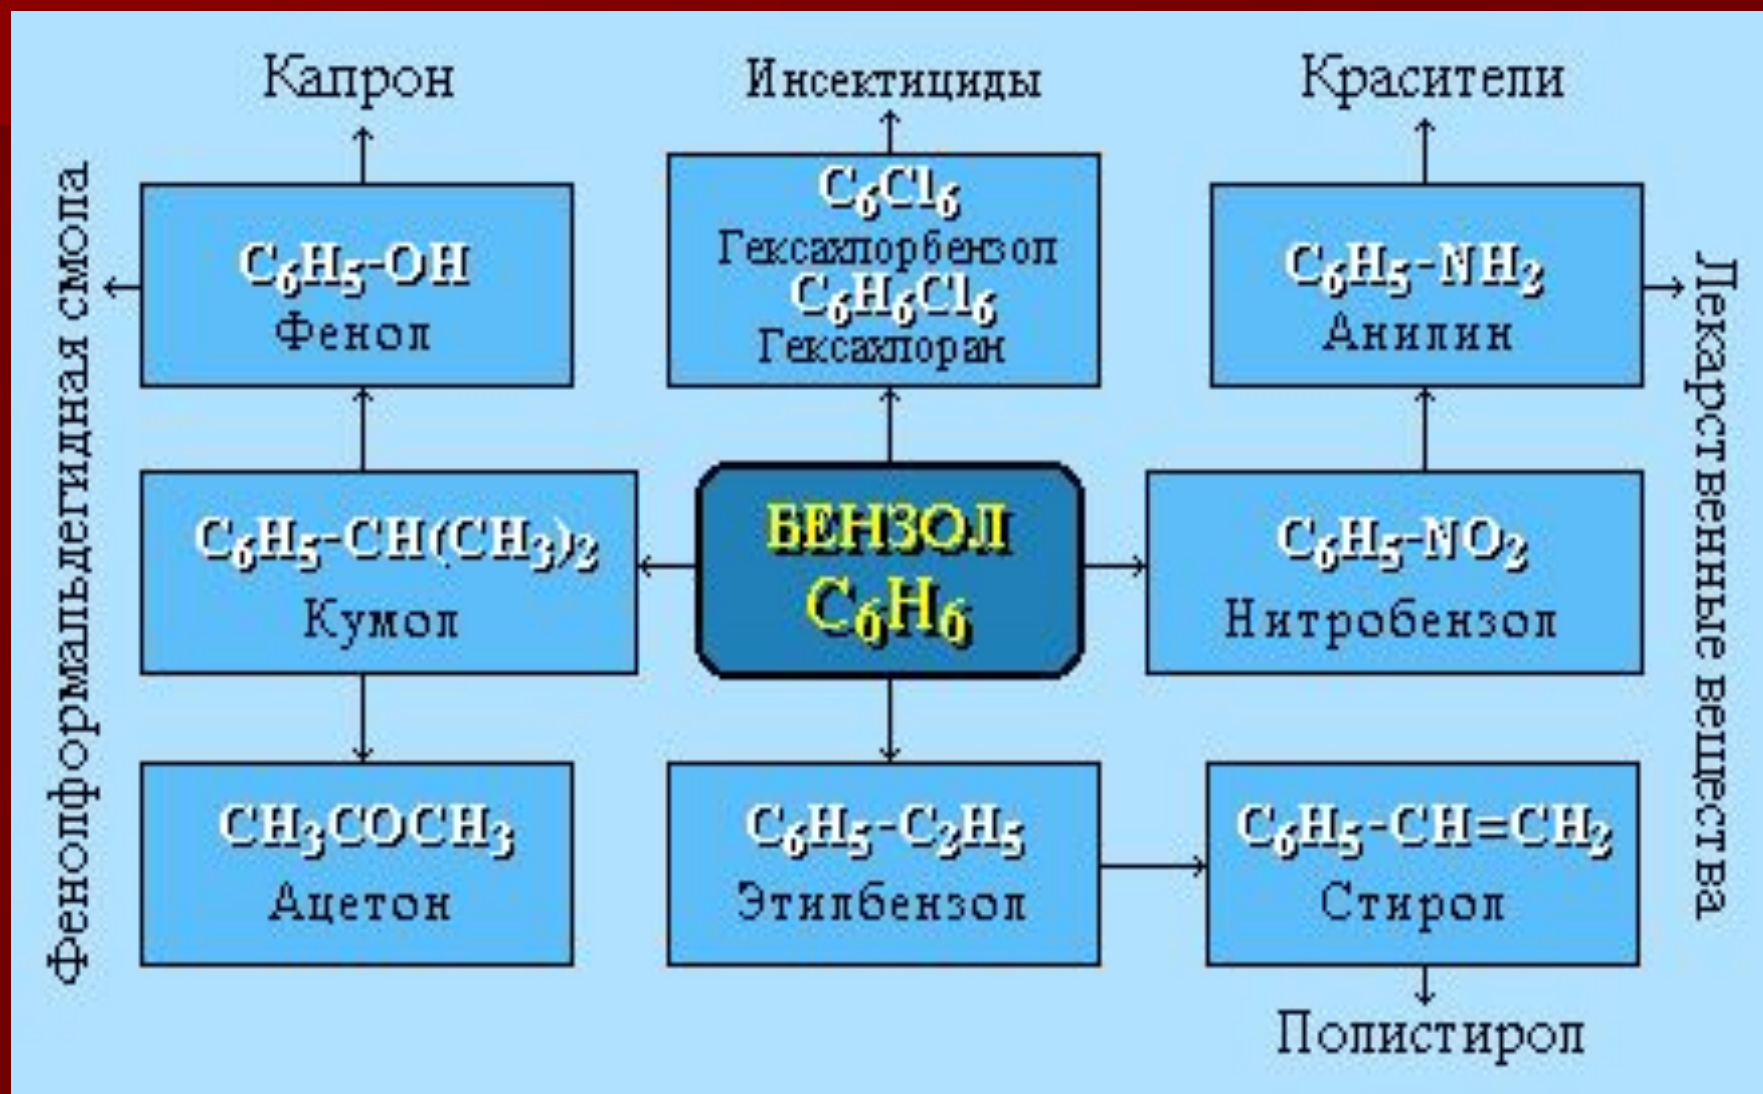 Капрон
Инсектициды
Красители
Фенолформальдегидная смола
C₆H₅-OH
Фенол
C₆Cl₆
Гексахлорбензол
C₆H₆Cl₆
Гексахлоран
C₆H₅-NH₂
Анилин
Лекарственные вещества
C₆H₅-CH(CH₃)₂
Кумол
БЕНЗОЛ
C₆H₆
C₆H₅-NO₂
Нитробензол
CH₃COCH₃
Ацетон
C₆H₅-C₂H₅
Этилбензол
C₆H₅-CH=CH₂
Стирол
Полистирол